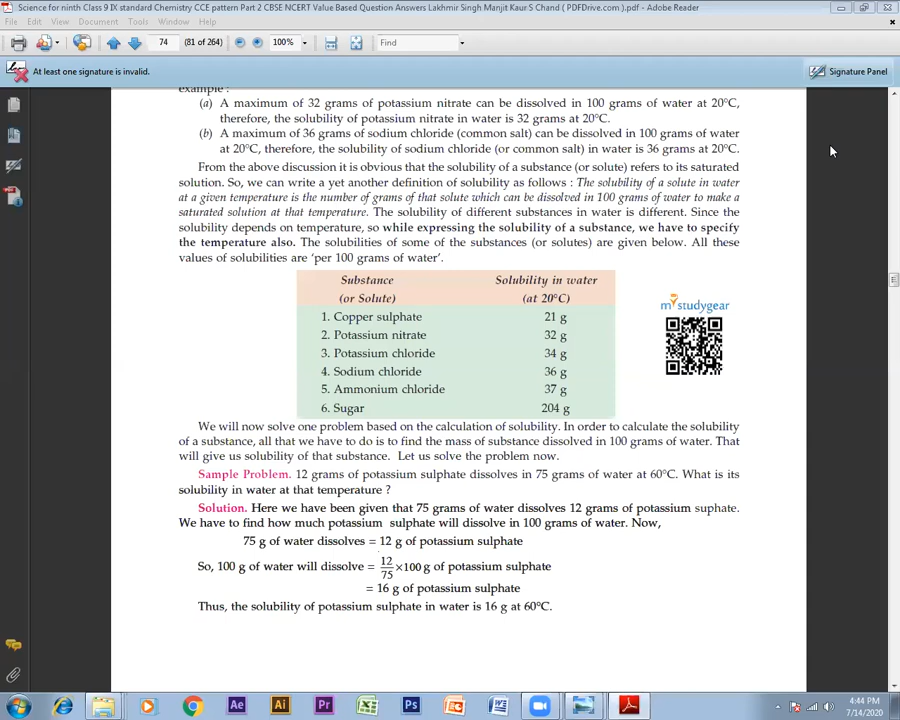 Science for ninth Class 9 IX standard Chemistry CCE pattern Part 2 CBSE NCERT Value Based Question Answers Lakhmir Singh Manjit Kaur S Chand ( PDFDrive.com ).pdf - Adobe Reader
File Edit View Document Tools Window Help
74 (81 of 264) 100% Find
At least one signature is invalid.
Signature Panel
example :
(a) A maximum of 32 grams of potassium nitrate can be dissolved in 100 grams of water at 20°C,
therefore, the solubility of potassium nitrate in water is 32 grams at 20°C.
(b) A maximum of 36 grams of sodium chloride (common salt) can be dissolved in 100 grams of water
at 20°C, therefore, the solubility of sodium chloride (or common salt) in water is 36 grams at 20°C.
From the above discussion it is obvious that the solubility of a substance (or solute) refers to its saturated
solution. So, we can write a yet another definition of solubility as follows : The solubility of a solute in water
at a given temperature is the number of grams of that solute which can be dissolved in 100 grams of water to make a
saturated solution at that temperature. The solubility of different substances in water is different. Since the
solubility depends on temperature, so while expressing the solubility of a substance, we have to specify
the temperature also. The solubilities of some of the substances (or solutes) are given below. All these
values of solubilities are ‘per 100 grams of water’.
Substance Solubility in water
(or Solute) (at 20°C)
1. Copper sulphate 21 g
2. Potassium nitrate 32 g
3. Potassium chloride 34 g
4. Sodium chloride 36 g
5. Ammonium chloride 37 g
6. Sugar 204 g
my studygear
We will now solve one problem based on the calculation of solubility. In order to calculate the solubility
of a substance, all that we have to do is to find the mass of substance dissolved in 100 grams of water. That
will give us solubility of that substance. Let us solve the problem now.
Sample Problem. 12 grams of potassium sulphate dissolves in 75 grams of water at 60°C. What is its
solubility in water at that temperature ?
Solution. Here we have been given that 75 grams of water dissolves 12 grams of potassium suphate.
We have to find how much potassium sulphate will dissolve in 100 grams of water. Now,
75 g of water dissolves = 12 g of potassium sulphate
So, 100 g of water will dissolve = 12/75 ×100 g of potassium sulphate
= 16 g of potassium sulphate
Thus, the solubility of potassium sulphate in water is 16 g at 60°C.
Ae Ai Pr Ps
4:44 PM
7/14/2020